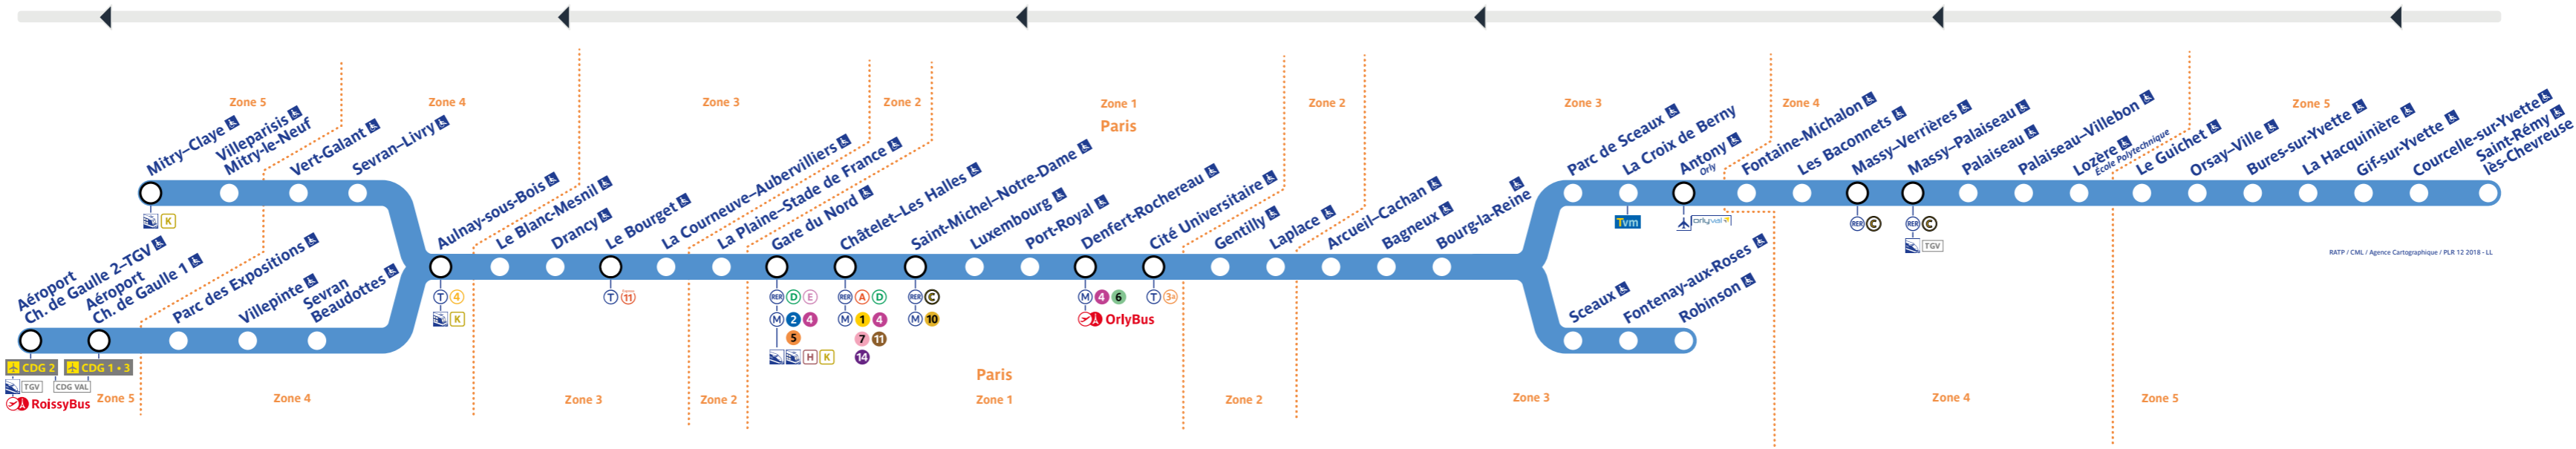 Zone 5
Zone 4
Zone 3
Zone 2
Zone 1
Paris
Zone 2
Zone 3
Zone 4
Zone 5
Mitry–Claye
Villeparisis
Mitry-le-Neuf
Vert-Galant
Sevran–Livry
K
Aéroport
Ch. de Gaulle 2–TGV
Aéroport
Ch. de Gaulle 1
Parc des Expositions
Villepinte
Sevran
Beaudottes
CDG 2
CDG 1 • 3
TGV
CDG VAL
RoissyBus
Aulnay-sous-Bois
T 4
K
Le Blanc-Mesnil
Drancy
Le Bourget
T 11
La Courneuve–Aubervilliers
La Plaine–Stade de France
Gare du Nord
RER D E
M 2 4
5
H K
Châtelet–Les Halles
RER A D
M 1 4
7 11
14
Saint-Michel–Notre-Dame
RER C
M 10
Luxembourg
Port-Royal
Denfert-Rochereau
M 4 6
OrlyBus
Cité Universitaire
T 3a
Gentilly
Laplace
Arcueil–Cachan
Bagneux
Bourg-la-Reine
Parc de Sceaux
La Croix de Berny
Tvm
Antony
Orly
orlyval
Fontaine-Michalon
Les Baconnets
Massy–Verrières
RER C
Massy–Palaiseau
RER C
TGV
Palaiseau
Palaiseau–Villebon
Lozère
École Polytechnique
Le Guichet
Orsay–Ville
Bures-sur-Yvette
La Hacquinière
Gif-sur-Yvette
Courcelle-sur-Yvette
Saint-Rémy
lès-Chevreuse
Sceaux
Fontenay-aux-Roses
Robinson
RATP / CML / Agence Cartographique / PLR 12 2018 - LL
Zone 5
Zone 4
Zone 3
Zone 2
Paris
Zone 1
Zone 2
Zone 3
Zone 4
Zone 5